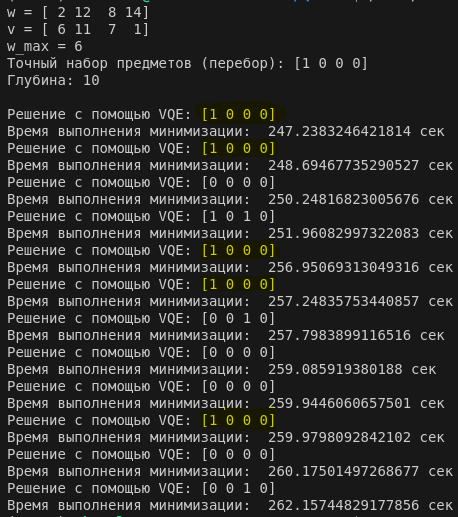 w = [ 2 12  8 14]
v = [ 6 11  7  1]
w_max = 6
Точный набор предметов (перебор): [1 0 0 0]
Глубина: 10
Решение с помощью VQE: [1 0 0 0]
Время выполнения минимизации:  247.2383246421814 сек
Решение с помощью VQE: [1 0 0 0]
Время выполнения минимизации:  248.69467735290527 сек
Решение с помощью VQE: [0 0 0 0]
Время выполнения минимизации:  250.24816823005676 сек
Решение с помощью VQE: [1 0 1 0]
Время выполнения минимизации:  251.96082997322083 сек
Решение с помощью VQE: [1 0 0 0]
Время выполнения минимизации:  256.95069313049316 сек
Решение с помощью VQE: [1 0 0 0]
Время выполнения минимизации:  257.24835753440857 сек
Решение с помощью VQE: [0 0 1 0]
Время выполнения минимизации:  257.7983899116516 сек
Решение с помощью VQE: [0 0 0 0]
Время выполнения минимизации:  259.085919380188 сек
Решение с помощью VQE: [0 0 0 0]
Время выполнения минимизации:  259.9446060657501 сек
Решение с помощью VQE: [1 0 0 0]
Время выполнения минимизации:  259.9798092842102 сек
Решение с помощью VQE: [0 0 0 0]
Время выполнения минимизации:  260.17501497268677 сек
Решение с помощью VQE: [0 0 1 0]
Время выполнения минимизации:  262.15744829177856 сек